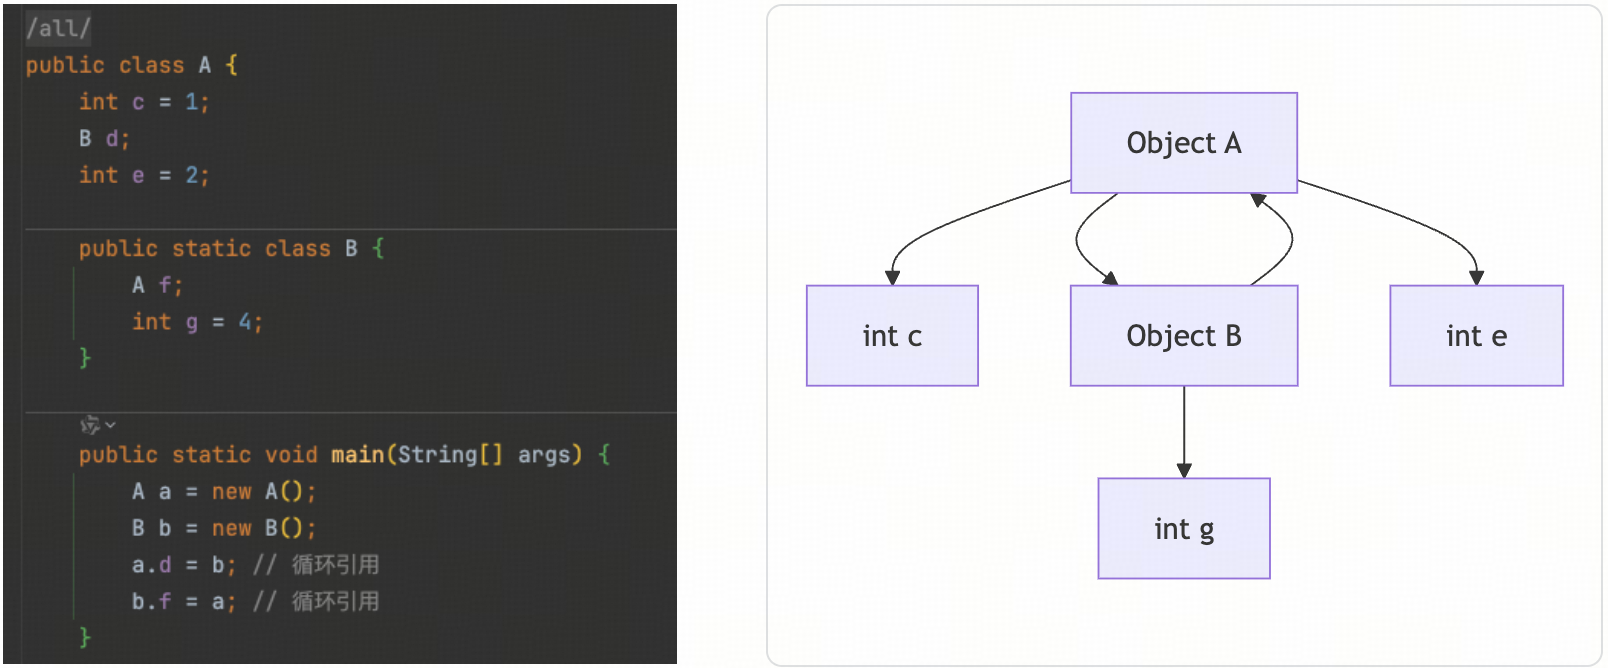 /all/
public class A {
int c = 1;
B d;
int e = 2;
public static class B {
A f;
int g = 4;
}
public static void main(String[] args) {
A a = new A();
B b = new B();
a.d = b; // 循环引用
b.f = a; // 循环引用
}
Object A
int c
Object B
int e
int g